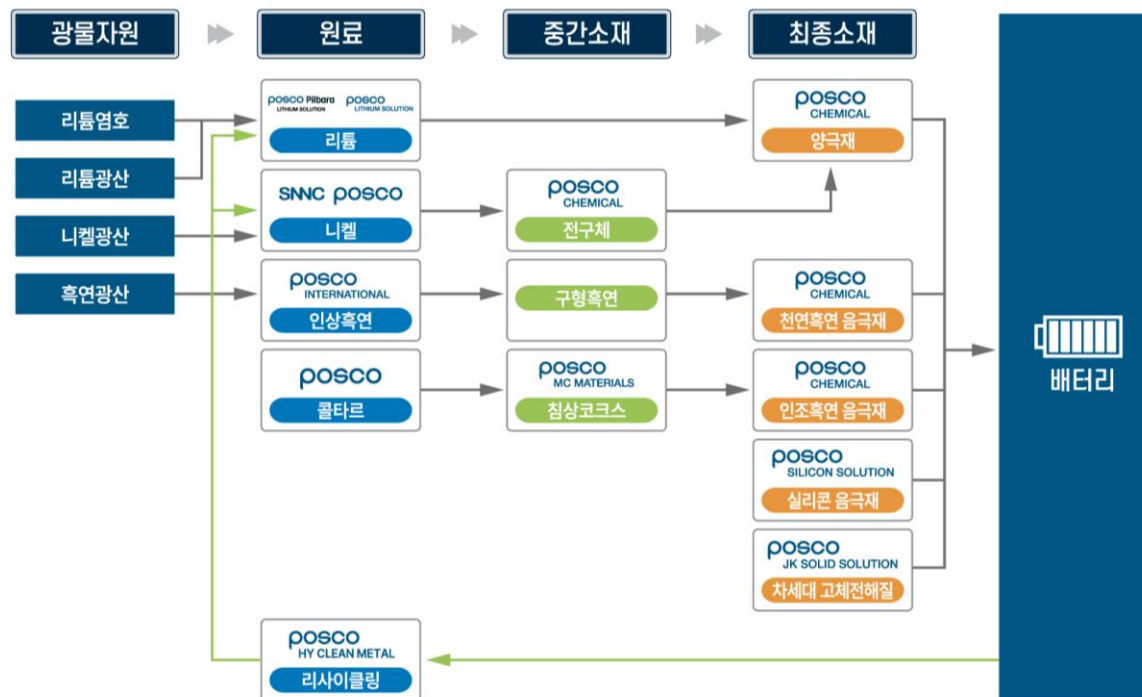 광물자원
원료
중간소재
최종소재
리튬염호
리튬광산
니켈광산
흑연광산
posco Pilbara
LITHIUM SOLUTION
posco
LITHIUM SOLUTION
리튬
SNNC posco
니켈
posco
INTERNATIONAL
인상흑연
posco
콜타르
posco
HY CLEAN METAL
리사이클링
posco
CHEMICAL
전구체
구형흑연
posco
MC MATERIALS
침상코크스
posco
CHEMICAL
양극재
posco
CHEMICAL
천연흑연 음극재
posco
CHEMICAL
인조흑연 음극재
posco
SILICON SOLUTION
실리콘 음극재
posco
JK SOLID SOLUTION
차세대 고체전해질
배터리